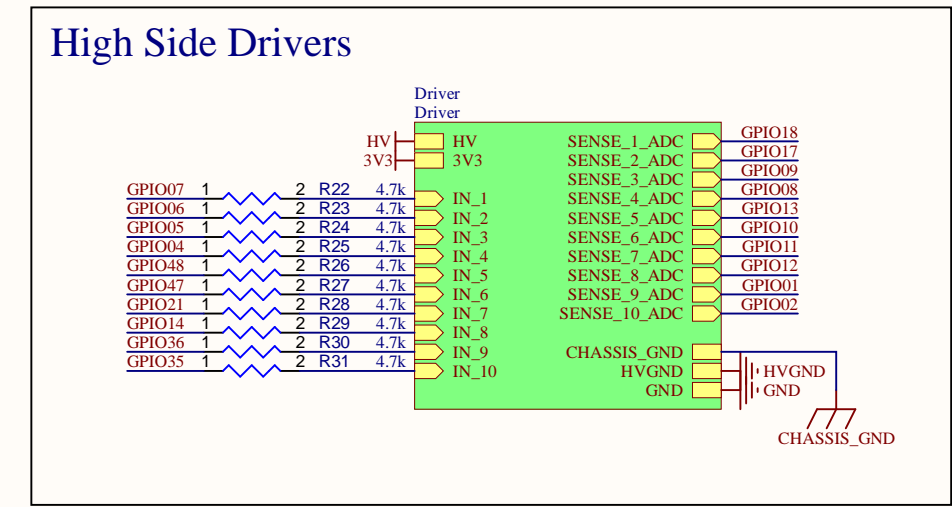 High Side Drivers
Driver
Driver
HV HV SENSE_1_ADC GPIO18
3V3 3V3 SENSE_2_ADC GPIO17
SENSE_3_ADC GPIO09
GPIO07 1 2 R22 4.7k IN_1 SENSE_4_ADC GPIO08
GPIO06 1 2 R23 4.7k IN_2 SENSE_5_ADC GPIO13
GPIO05 1 2 R24 4.7k IN_3 SENSE_6_ADC GPIO10
GPIO04 1 2 R25 4.7k IN_4 SENSE_7_ADC GPIO11
GPIO48 1 2 R26 4.7k IN_5 SENSE_8_ADC GPIO12
GPIO47 1 2 R27 4.7k IN_6 SENSE_9_ADC GPIO01
GPIO21 1 2 R28 4.7k IN_7 SENSE_10_ADC GPIO02
GPIO14 1 2 R29 4.7k IN_8
GPIO36 1 2 R30 4.7k IN_9 CHASSIS_GND
GPIO35 1 2 R31 4.7k IN_10 HVGND HVGND
GND GND
CHASSIS_GND